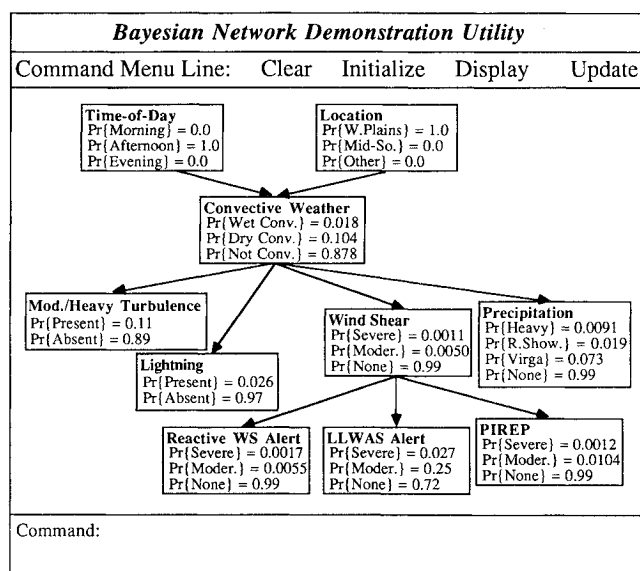 Bayesian Network Demonstration Utility
Command Menu Line: Clear Initialize Display Update
Time-of-Day
Pr{Morning} = 0.0
Pr{Afternoon} = 1.0
Pr{Evening} = 0.0
Location
Pr{W.Plains} = 1.0
Pr{Mid-So.} = 0.0
Pr{Other} = 0.0
Convective Weather
Pr{Wet Conv.} = 0.018
Pr{Dry Conv.} = 0.104
Pr{Not Conv.} = 0.878
Mod./Heavy Turbulence
Pr{Present} = 0.11
Pr{Absent} = 0.89
Lightning
Pr{Present} = 0.026
Pr{Absent} = 0.97
Wind Shear
Pr{Severe} = 0.0011
Pr{Moder.} = 0.0050
Pr{None} = 0.99
Precipitation
Pr{Heavy} = 0.0091
Pr{R.Show.} = 0.019
Pr{Virga} = 0.073
Pr{None} = 0.99
Reactive WS Alert
Pr{Severe} = 0.0017
Pr{Moder.} = 0.0055
Pr{None} = 0.99
LLWAS Alert
Pr{Severe} = 0.027
Pr{Moder.} = 0.25
Pr{None} = 0.72
PIREP
Pr{Severe} = 0.0012
Pr{Moder.} = 0.0104
Pr{None} = 0.99
Command: